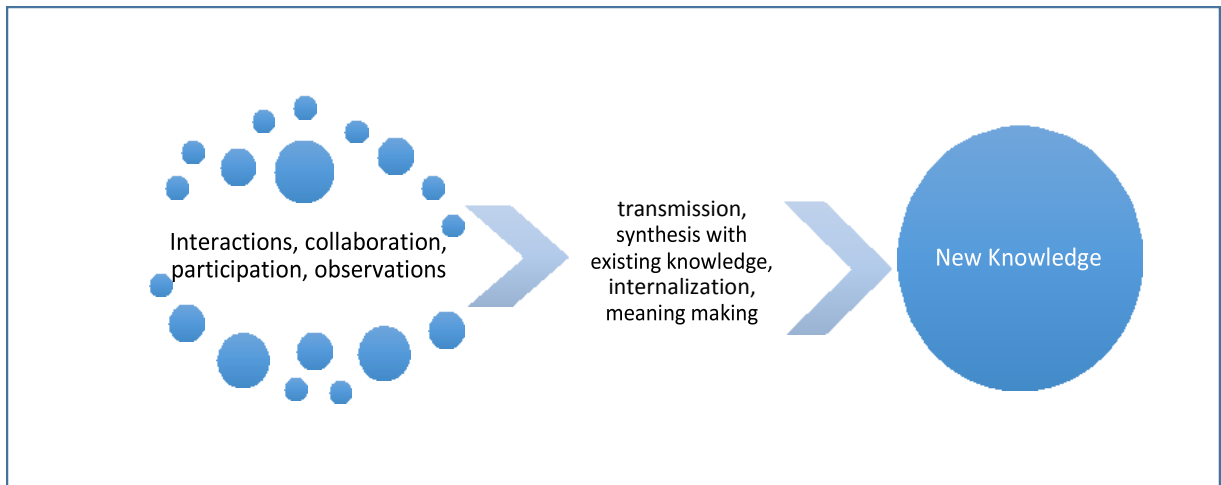 Interactions, collaboration,
participation, observations
transmission,
synthesis with
existing knowledge,
internalization,
meaning making
New Knowledge